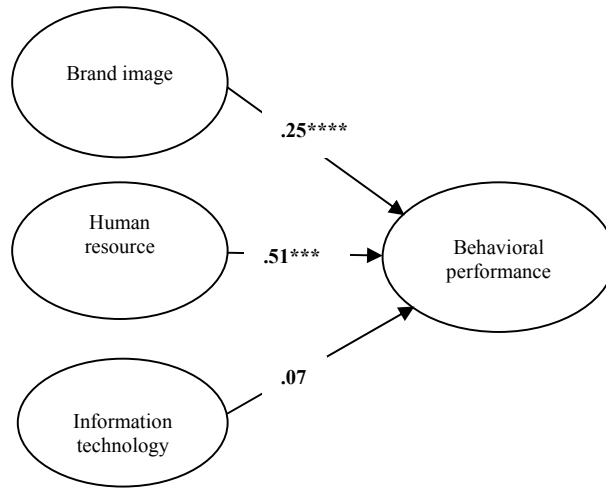 Brand image
.25****
Human
resource
.51***
Behavioral
performance
.07
Information
technology